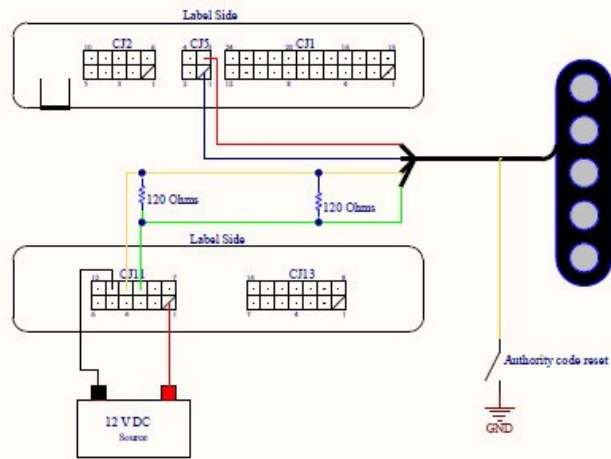 Label Side
CJ2 CJ5 CJ1
10 6 4 24 22 16 13
5 3 1 2 1 12 8 4 1
120 Ohms 120 Ohms
Label Side
CJ11 CJ13
12 7 14 8
6 4 1 7 4 1
Authority code reset
12 V DC
Source
GND